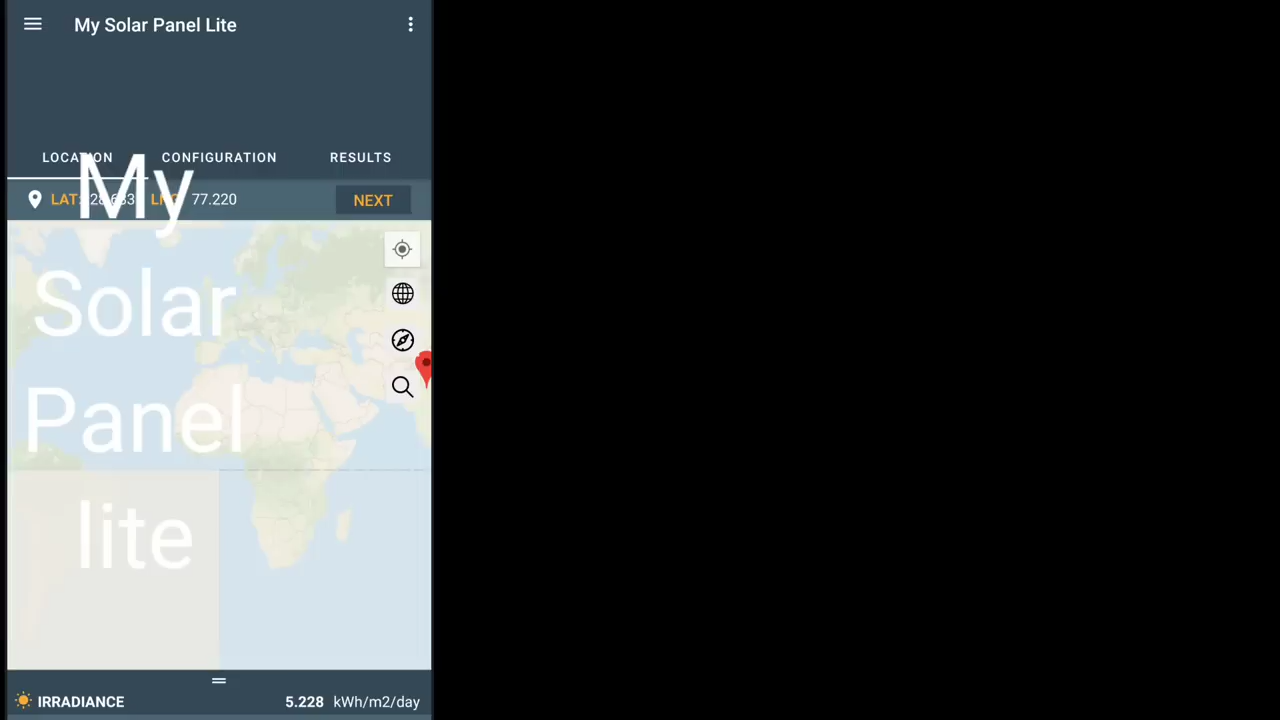 My Solar Panel Lite
LOCATION CONFIGURATION RESULTS
LAT: 77.220 NEXT
My
Solar
Panel
lite
IRRADIANCE 5.228 kWh/m2/day